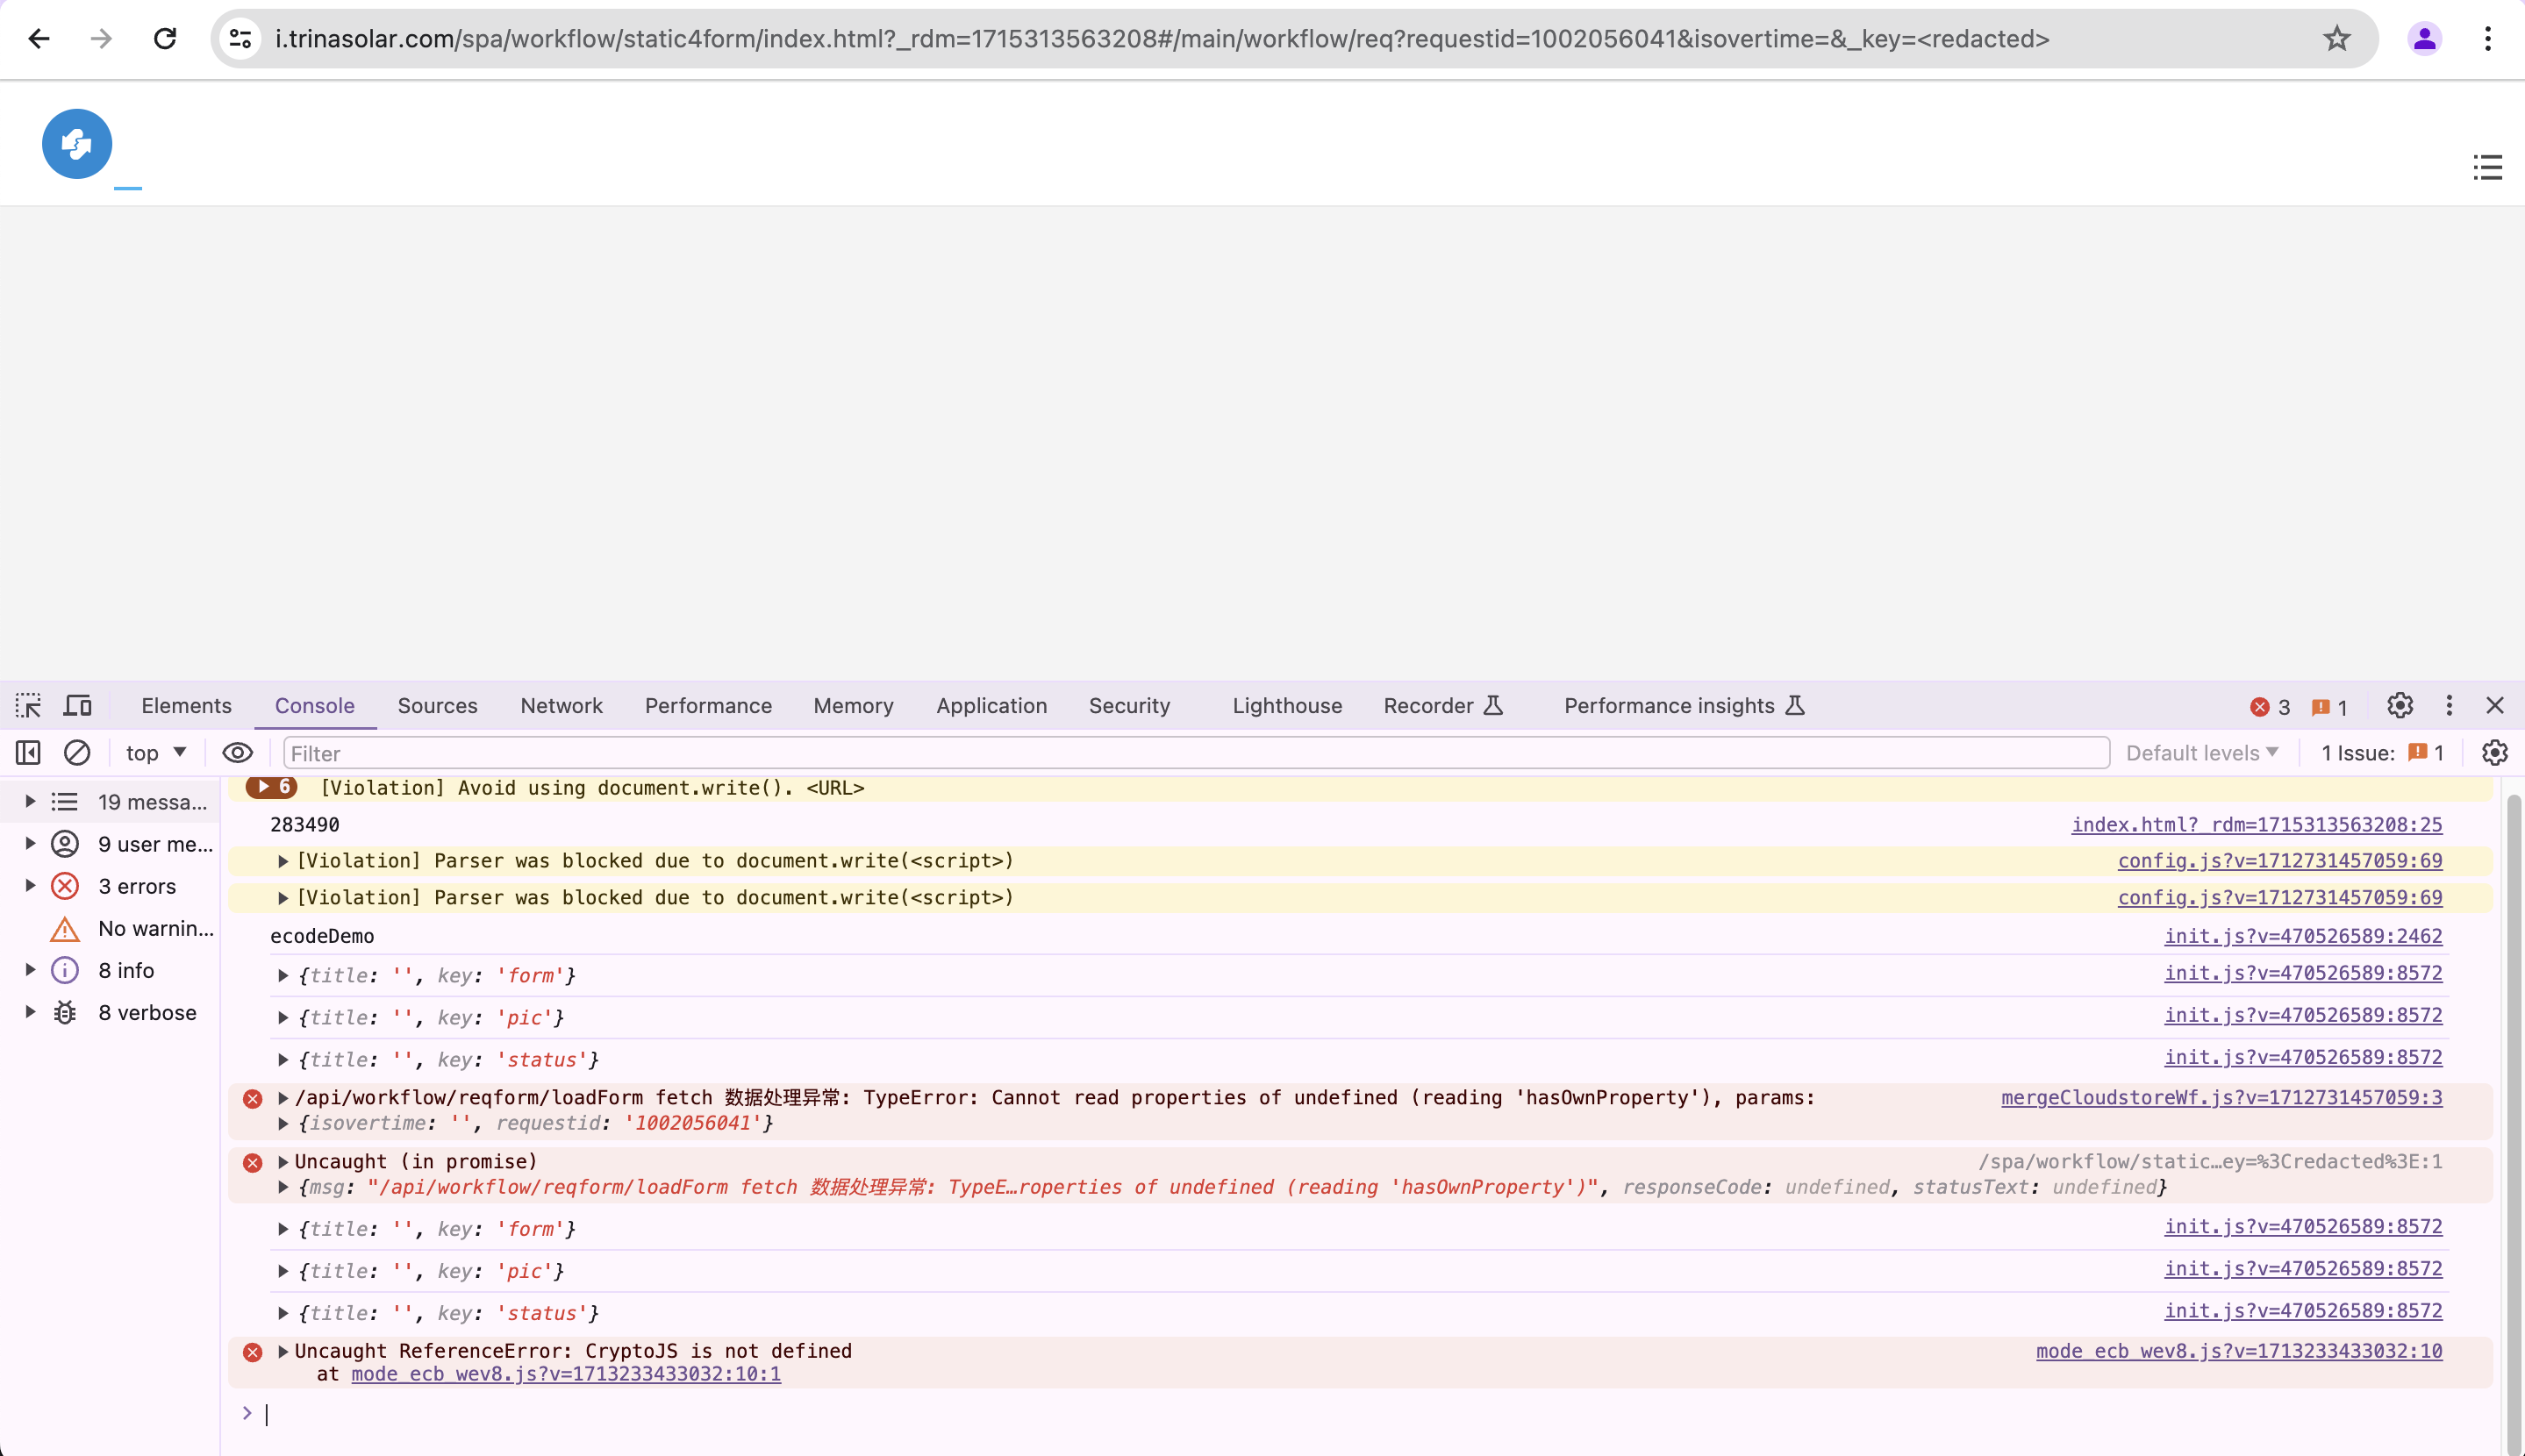 i.trinasolar.com/spa/workflow/static4form/index.html?_rdm=1715313563208#/main/workflow/req?requestid=1002056041&isovertime=&_key=<redacted>
Elements Console Sources Network Performance Memory Application Security Lighthouse Recorder Performance insights 3 1
top Filter Default levels 1 Issue: 1
19 messa...
9 user me...
3 errors
No warnin...
8 info
8 verbose
6 [Violation] Avoid using document.write(). <URL>
283490 index.html?_rdm=1715313563208:25
[Violation] Parser was blocked due to document.write(<script>) config.js?v=1712731457059:69
[Violation] Parser was blocked due to document.write(<script>) config.js?v=1712731457059:69
ecodeDemo init.js?v=470526589:2462
{title: '', key: 'form'} init.js?v=470526589:8572
{title: '', key: 'pic'} init.js?v=470526589:8572
{title: '', key: 'status'} init.js?v=470526589:8572
/api/workflow/reqform/loadForm fetch 数据处理异常: TypeError: Cannot read properties of undefined (reading 'hasOwnProperty'), params: mergeCloudstoreWf.js?v=1712731457059:3
{isovertime: '', requestid: '1002056041'}
Uncaught (in promise) /spa/workflow/static…ey=%3Credacted%3E:1
{msg: "/api/workflow/reqform/loadForm fetch 数据处理异常: TypeE…roperties of undefined (reading 'hasOwnProperty')", responseCode: undefined, statusText: undefined}
{title: '', key: 'form'} init.js?v=470526589:8572
{title: '', key: 'pic'} init.js?v=470526589:8572
{title: '', key: 'status'} init.js?v=470526589:8572
Uncaught ReferenceError: CryptoJS is not defined mode_ecb_wev8.js?v=1713233433032:10
at mode_ecb_wev8.js?v=1713233433032:10:1